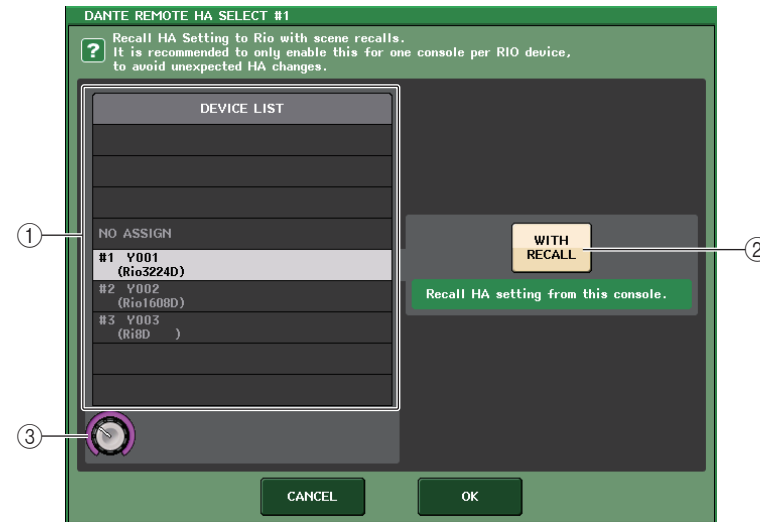 DANTE REMOTE HA SELECT #1
? Recall HA Setting to Rio with scene recalls.
It is recommended to only enable this for one console per RIO device,
to avoid unexpected HA changes.
DEVICE LIST
NO ASSIGN
#1 Y001
(Rio3224D)
#2 Y002
(Rio1608D)
#3 Y003
(Ri8D )
WITH
RECALL
Recall HA setting from this console.
①
②
③
CANCEL
OK